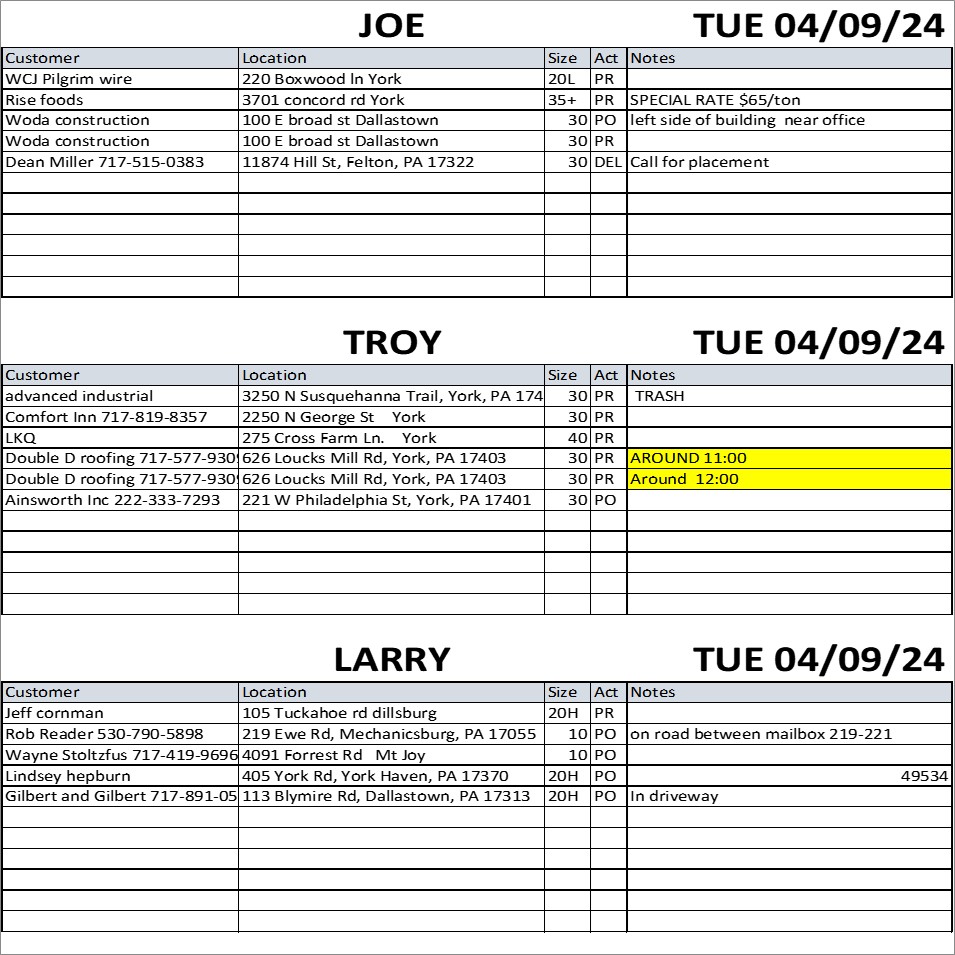 JOE TUE 04/09/24
Customer Location Size Act Notes
WCJ Pilgrim wire 220 Boxwood ln York 20L PR
Rise foods 3701 concord rd York 35+ PR SPECIAL RATE $65/ton
Woda construction 100 E broad st Dallastown 30 PO left side of building near office
Woda construction 100 E broad st Dallastown 30 PR
Dean Miller 717-515-0383 11874 Hill St, Felton, PA 17322 30 DEL Call for placement
TROY TUE 04/09/24
Customer Location Size Act Notes
advanced industrial 3250 N Susquehanna Trail, York, PA 174 30 PR TRASH
Comfort Inn 717-819-8357 2250 N George St York 30 PR
LKQ 275 Cross Farm Ln. York 40 PR
Double D roofing 717-577-930 626 Loucks Mill Rd, York, PA 17403 30 PR AROUND 11:00
Double D roofing 717-577-930 626 Loucks Mill Rd, York, PA 17403 30 PR Around 12:00
Ainsworth Inc 222-333-7293 221 W Philadelphia St, York, PA 17401 30 PO
LARRY TUE 04/09/24
Customer Location Size Act Notes
Jeff cornman 105 Tuckahoe rd dillsburg 20H PR
Rob Reader 530-790-5898 219 Ewe Rd, Mechanicsburg, PA 17055 10 PO on road between mailbox 219-221
Wayne Stoltzfus 717-419-9696 4091 Forrest Rd Mt Joy 10 PO
Lindsey hepburn 405 York Rd, York Haven, PA 17370 20H PO 49534
Gilbert and Gilbert 717-891-05 113 Blymire Rd, Dallastown, PA 17313 20H PO In driveway